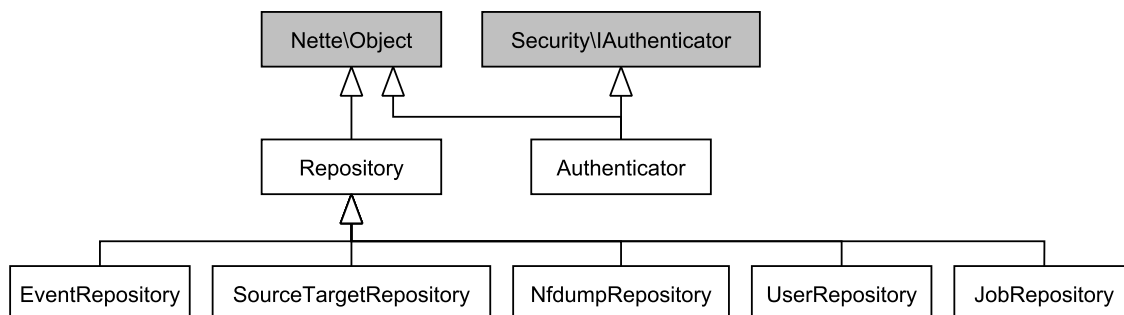 Nette\Object
Security\IAuthenticator
Repository
Authenticator
EventRepository
SourceTargetRepository
NfdumpRepository
UserRepository
JobRepository